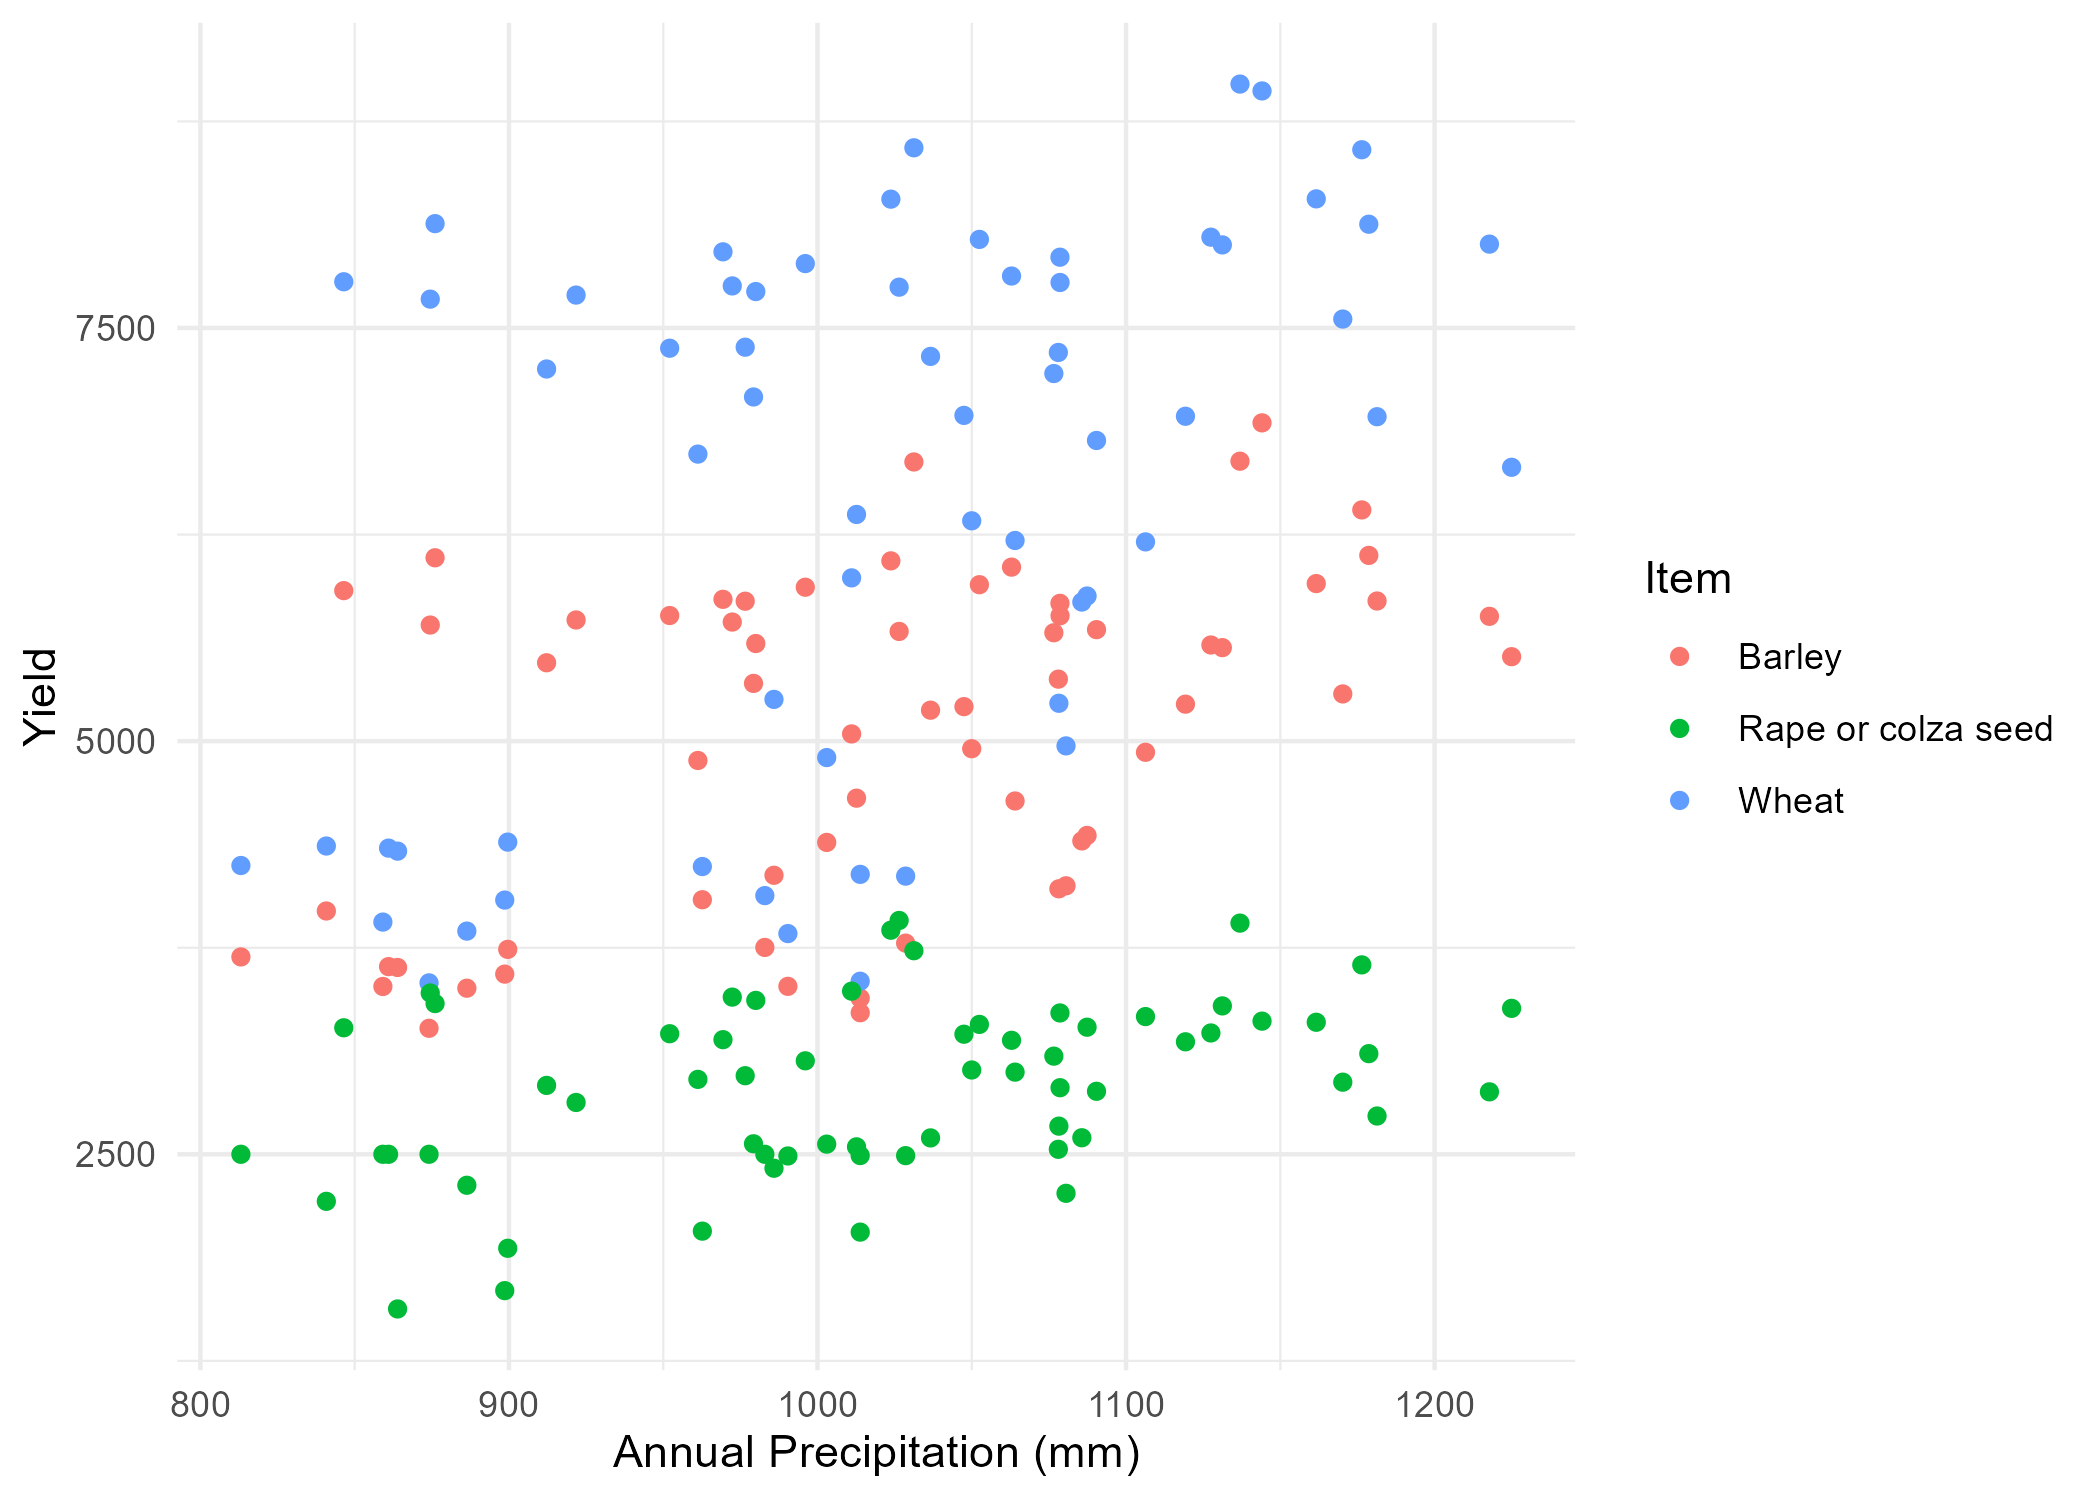 Yield
7500
5000
2500
800 900 1000 1100 1200
Annual Precipitation (mm)
Item
Barley
Rape or colza seed
Wheat